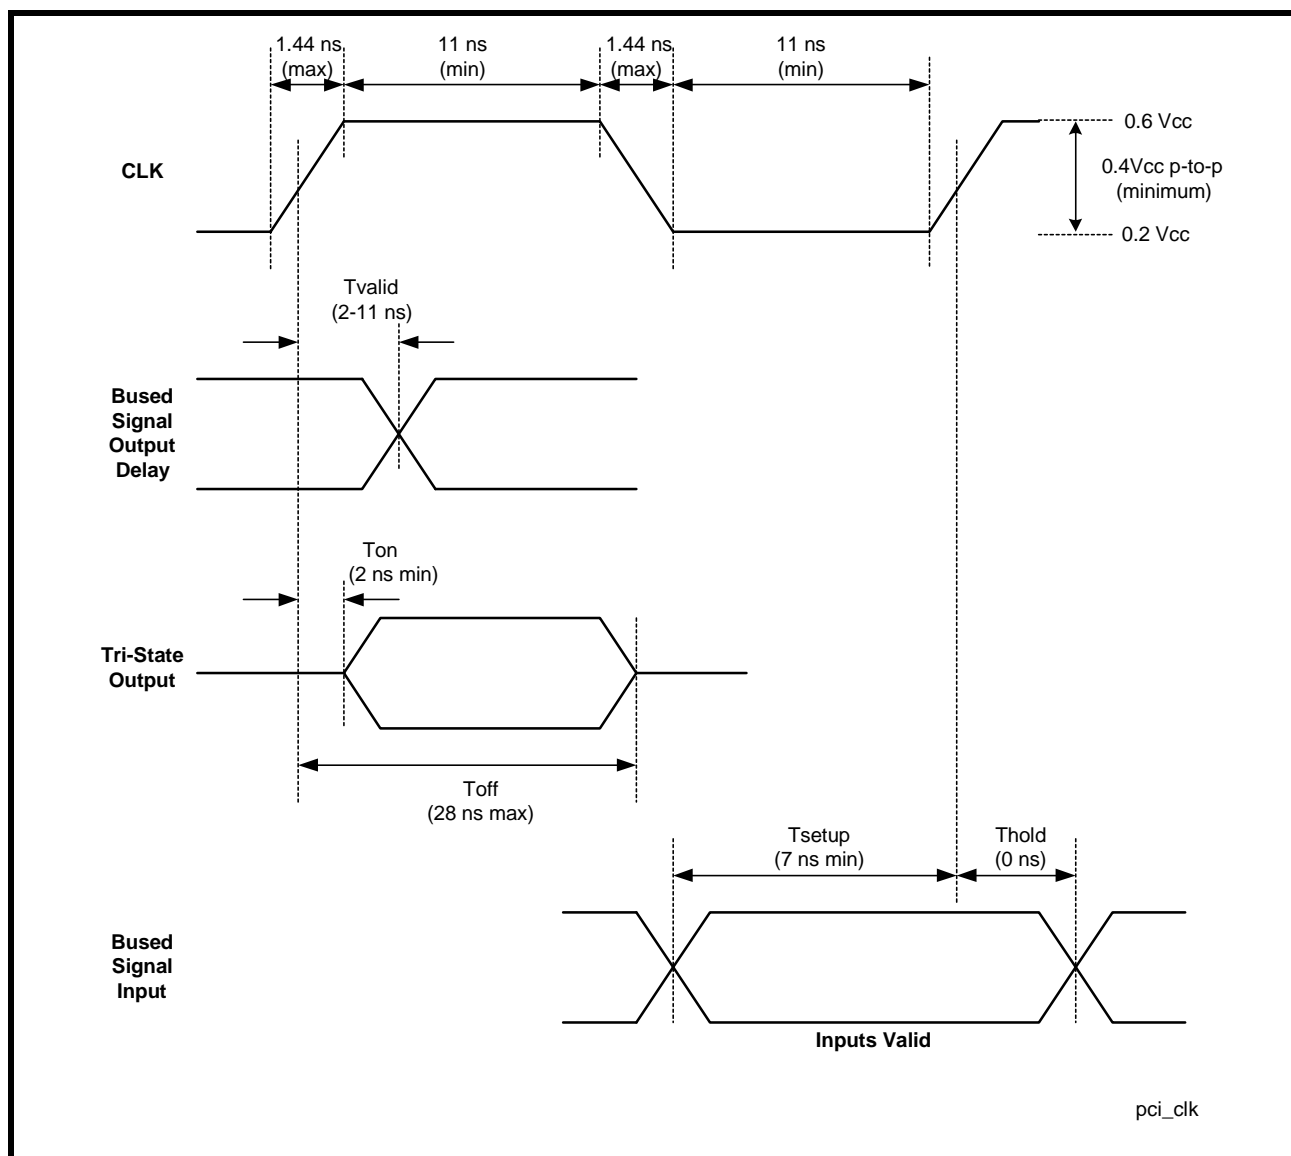 1.44 ns
(max)
11 ns
(min)
1.44 ns
(max)
11 ns
(min)
CLK
0.6 Vcc
0.4Vcc p-to-p
(minimum)
0.2 Vcc
Tvalid
(2-11 ns)
Bused
Signal
Output
Delay
Ton
(2 ns min)
Tri-State
Output
Toff
(28 ns max)
Tsetup
(7 ns min)
Thold
(0 ns)
Bused
Signal
Input
Inputs Valid
pci_clk